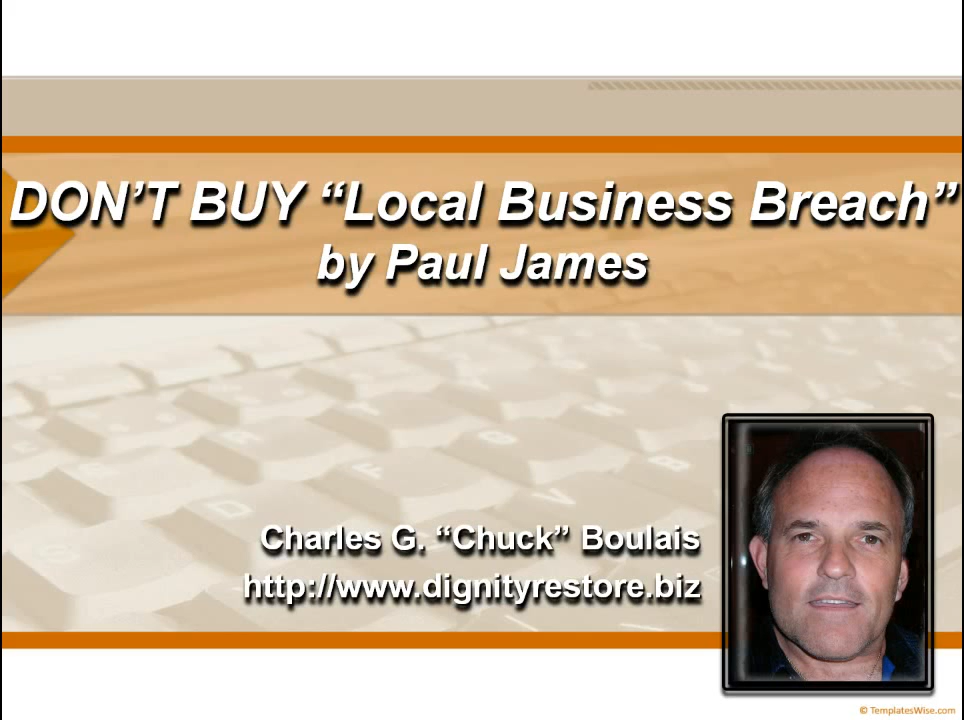 DON’T BUY “Local Business Breach”
by Paul James
Charles G. “Chuck” Boulais
http://www.dignityrestore.biz
© TemplatesWise.com